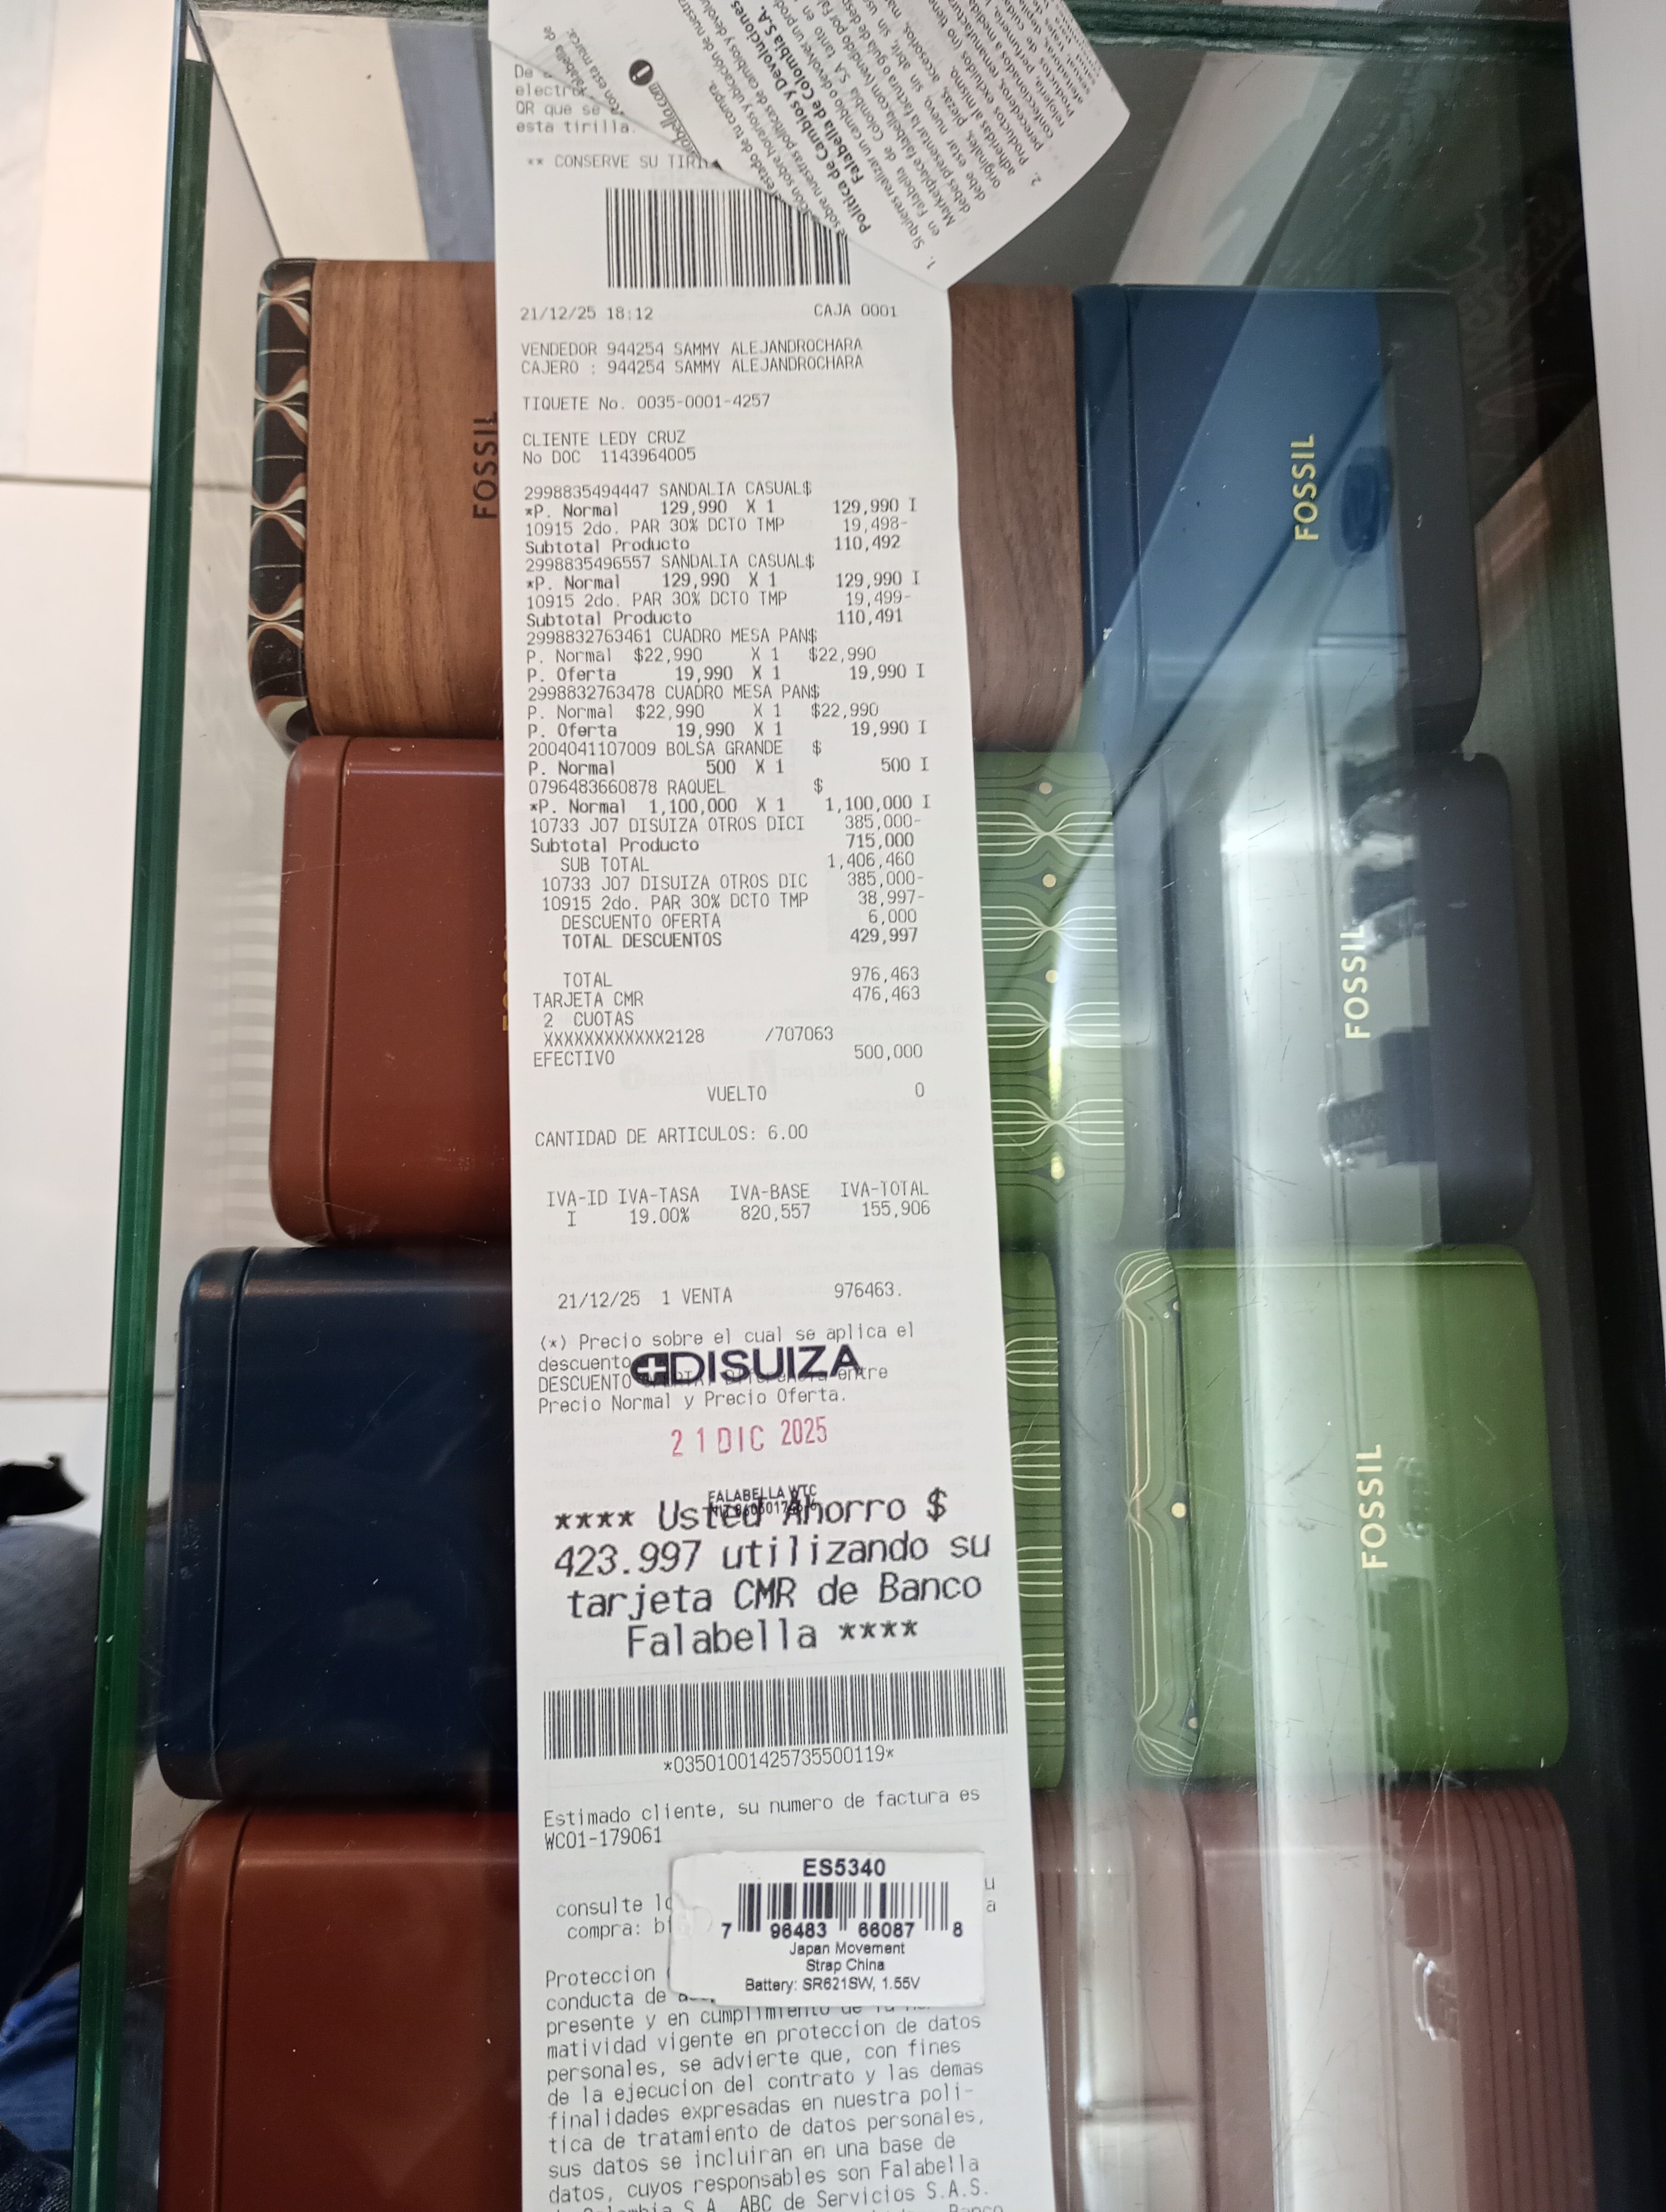 De
electró
QR que se
esta tirilla.
** CONSERVE SU TIRI
falabella.com
Política de Cambios y Devoluciones
Falabella de Colombia S.A.
21/12/25 18:12 CAJA 0001
VENDEDOR 944254 SAMMY ALEJANDROCHARA
CAJERO : 944254 SAMMY ALEJANDROCHARA
TIQUETE No. 0035-0001-4257
CLIENTE LEDY CRUZ
No DOC 1143964005
2998835494447 SANDALIA CASUAL$
*P. Normal 129,990 X 1 129,990 I
10915 2do. PAR 30% DCTO TMP 19,498-
Subtotal Producto 110,492
2998835496557 SANDALIA CASUAL$
*P. Normal 129,990 X 1 129,990 I
10915 2do. PAR 30% DCTO TMP 19,499-
Subtotal Producto 110,491
2998832763461 CUADRO MESA PAN$
P. Normal $22,990 X 1 $22,990
P. Oferta 19,990 X 1 19,990 I
2998832763478 CUADRO MESA PAN$
P. Normal $22,990 X 1 $22,990
P. Oferta 19,990 X 1 19,990 I
2004041107009 BOLSA GRANDE $
P. Normal 500 X 1 500 I
0796483660878 RAQUEL $
*P. Normal 1,100,000 X 1 1,100,000 I
10733 J07 DISUIZA OTROS DICI 385,000-
Subtotal Producto 715,000
SUB TOTAL 1,406,460
10733 J07 DISUIZA OTROS DIC 385,000-
10915 2do. PAR 30% DCTO TMP 38,997-
DESCUENTO OFERTA 6,000
TOTAL DESCUENTOS 429,997
TOTAL 976,463
TARJETA CMR 476,463
2 CUOTAS
XXXXXXXXXXXX2128 /707063
EFECTIVO 500,000
VUELTO 0
CANTIDAD DE ARTICULOS: 6.00
IVA-ID IVA-TASA IVA-BASE IVA-TOTAL
I 19.00% 820,557 155,906
21/12/25 1 VENTA 976463.
(*) Precio sobre el cual se aplica el
descuento
DISUIZA
DESCUENTO entre
Precio Normal y Precio Oferta.
21 DIC 2025
FALABELLA WTC
**** Usted Ahorro $
423.997 utilizando su
tarjeta CMR de Banco
Falabella ****
*03501001425735500119*
Estimado cliente, su numero de factura es
WC01-179061
consulte
compra:
ES5340
7 96483 66087 8
Japan Movement
Strap China
Battery: SR621SW, 1.55V
Proteccion
conducta de
presente y en cumplimiento de
matividad vigente en proteccion de datos
personales, se advierte que, con fines
de la ejecucion del contrato y las demas
finalidades expresadas en nuestra poli-
tica de tratamiento de datos personales,
sus datos se incluiran en una base de
datos, cuyos responsables son Falabella
S.A. ABC de Servicios S.A.S.
FOSSIL
FOSSIL
FOSSIL
FOSSIL